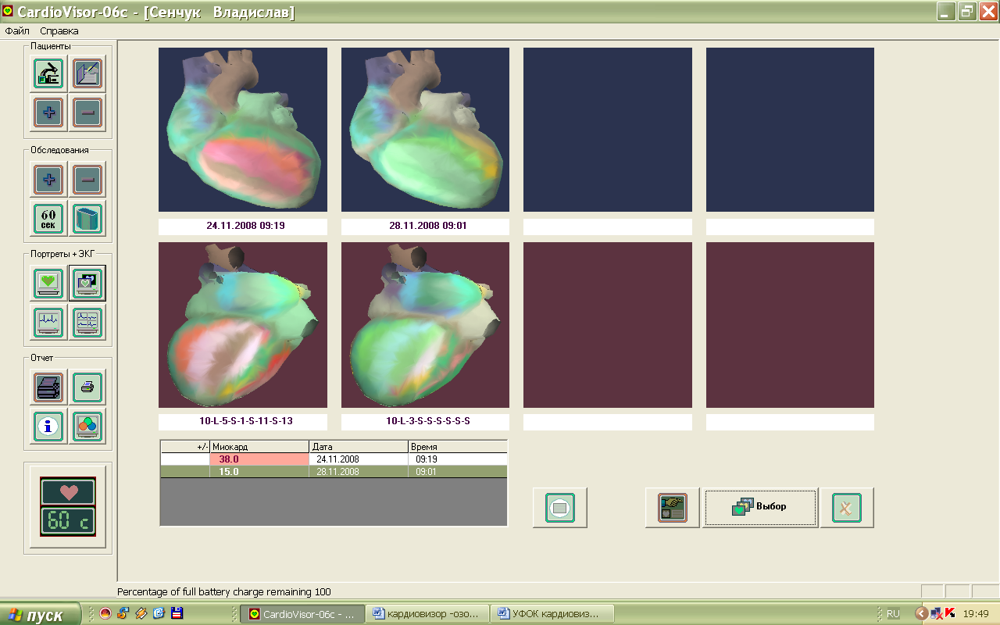 CardioVisor-06c - [Сенчук Владислав]
Файл Справка
Пациенты
Обследования
60
сек
Портреты + ЭКГ
Отчет
60 c
24.11.2008 09:19
28.11.2008 09:01
10-L-5-S-1-S-11-S-13
10-L-3-S-S-S-S-S-S
+/- Миокард Дата Время
38.0 24.11.2008 09:19
15.0 28.11.2008 09:01
Выбор
Percentage of full battery charge remaining 100
пуск
CardioVisor-06c - ...
кардиовизор -озо...
УФОК кардиовиз...
RU
19:49